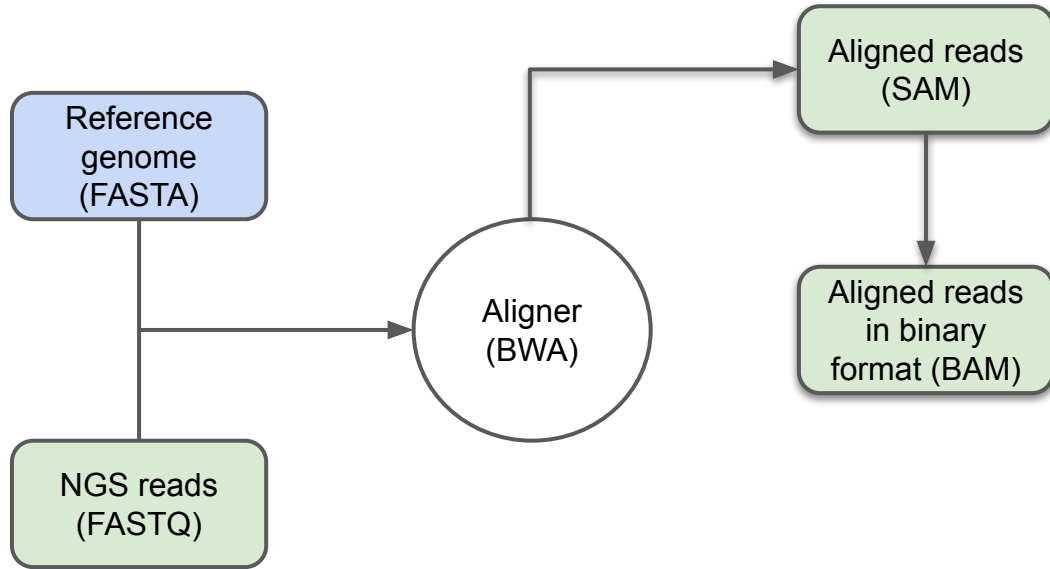 Reference
genome
(FASTA)
NGS reads
(FASTQ)
Aligner
(BWA)
Aligned reads
(SAM)
Aligned reads
in binary
format (BAM)